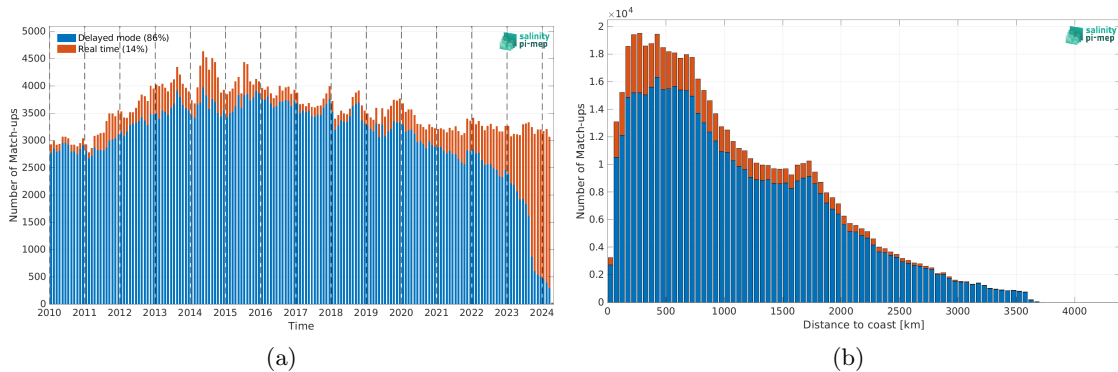 5000
4500
4000
3500
3000
2500
2000
1500
1000
500
0
Number of Match-ups
Delayed mode (86%)
Real time (14%)
salinity
pi-mep
2010 2011 2012 2013 2014 2015 2016 2017 2018 2019 2020 2021 2022 2023 2024
Time
(a)
×10⁴
2
1.8
1.6
1.4
1.2
1
0.8
0.6
0.4
0.2
0
Number of Match-ups
salinity
pi-mep
0 500 1000 1500 2000 2500 3000 3500 4000
Distance to coast [km]
(b)